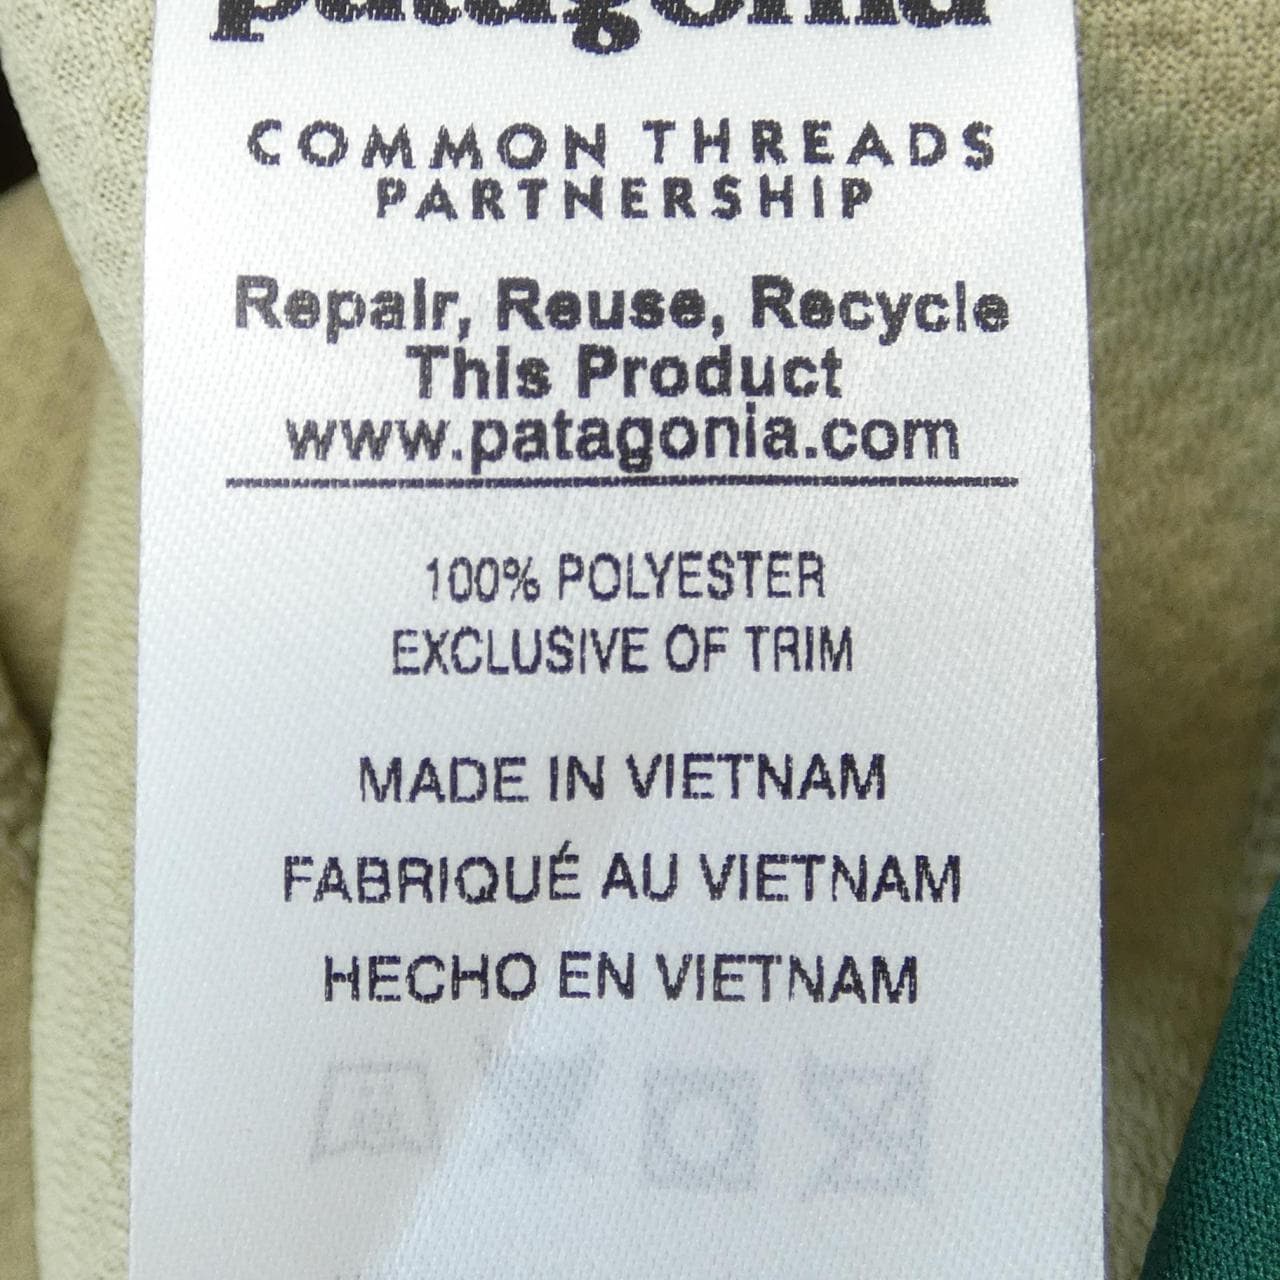 patagonia
COMMON THREADS
PARTNERSHIP
Repair, Reuse, Recycle
This Product
www.patagonia.com
100% POLYESTER
EXCLUSIVE OF TRIM
MADE IN VIETNAM
FABRIQUÉ AU VIETNAM
HECHO EN VIETNAM